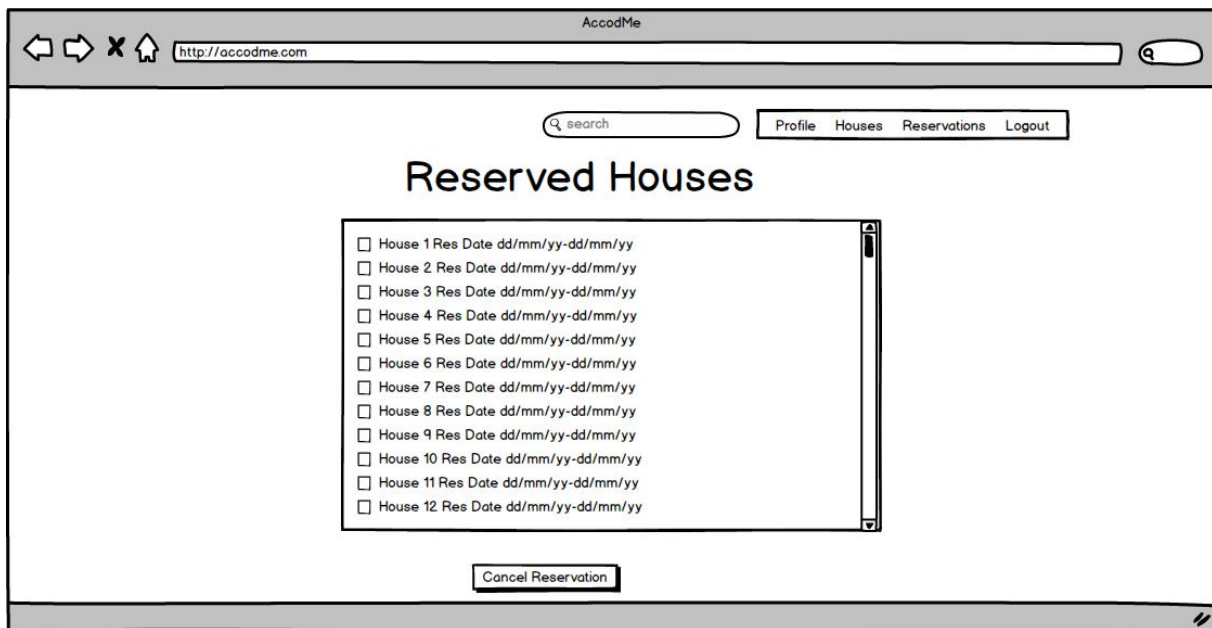 AccodMe
http://accodme.com
search
Profile Houses Reservations Logout
Reserved Houses
House 1 Res Date dd/mm/yy-dd/mm/yy
House 2 Res Date dd/mm/yy-dd/mm/yy
House 3 Res Date dd/mm/yy-dd/mm/yy
House 4 Res Date dd/mm/yy-dd/mm/yy
House 5 Res Date dd/mm/yy-dd/mm/yy
House 6 Res Date dd/mm/yy-dd/mm/yy
House 7 Res Date dd/mm/yy-dd/mm/yy
House 8 Res Date dd/mm/yy-dd/mm/yy
House 9 Res Date dd/mm/yy-dd/mm/yy
House 10 Res Date dd/mm/yy-dd/mm/yy
House 11 Res Date dd/mm/yy-dd/mm/yy
House 12 Res Date dd/mm/yy-dd/mm/yy
Cancel Reservation